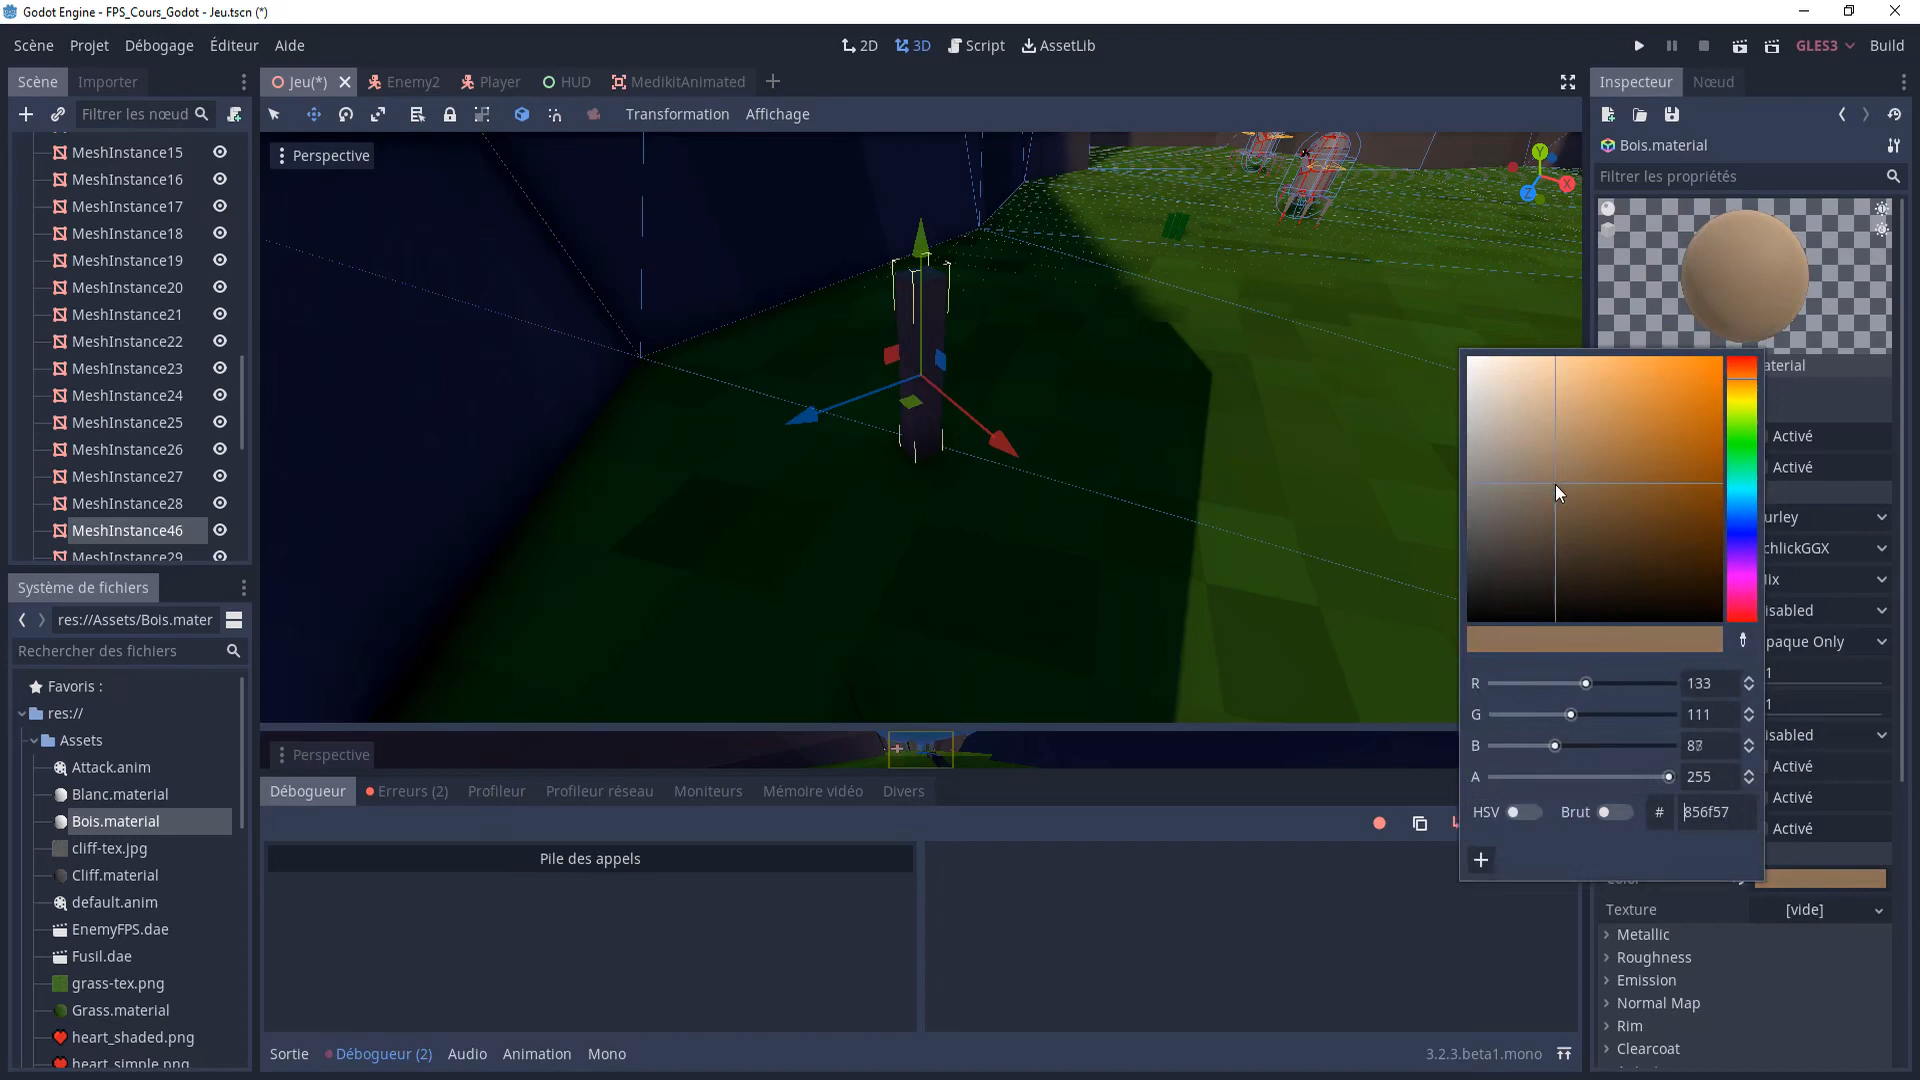 Godot Engine - FPS_Cours_Godot - Jeu.tscn (*)
Scène Projet Débogage Éditeur Aide
2D 3D Script AssetLib
GLES3 Build
Scène Importer
Jeu(*) Enemy2 Player HUD MedikitAnimated
Inspecteur Nœud
Filtrer les nœud
Transformation Affichage
Perspective
Bois.material
Filtrer les propriétés
MeshInstance15
MeshInstance16
MeshInstance17
MeshInstance18
MeshInstance19
MeshInstance20
MeshInstance21
MeshInstance22
MeshInstance23
MeshInstance24
MeshInstance25
MeshInstance26
MeshInstance27
MeshInstance28
MeshInstance46
MeshInstance29
Y
X
Z
aterial
Activé
Activé
urley
chlickGGX
lix
isabled
paque Only
1
1
isabled
Activé
Activé
Activé
R 133
G 111
B
A 255
HSV Brut # 856f57
Color
Texture [vide]
Metallic
Roughness
Emission
Normal Map
Rim
Clearcoat
Système de fichiers
res://Assets/Bois.mater
Rechercher des fichiers
Favoris :
res://
Assets
Attack.anim
Blanc.material
Bois.material
cliff-tex.jpg
Cliff.material
default.anim
EnemyFPS.dae
Fusil.dae
grass-tex.png
Grass.material
heart_shaded.png
heart_simple.png
Perspective
Débogueur Erreurs (2) Profileur Profileur réseau Moniteurs Mémoire vidéo Divers
Pile des appels
Sortie Débogueur (2) Audio Animation Mono
3.2.3.beta1.mono